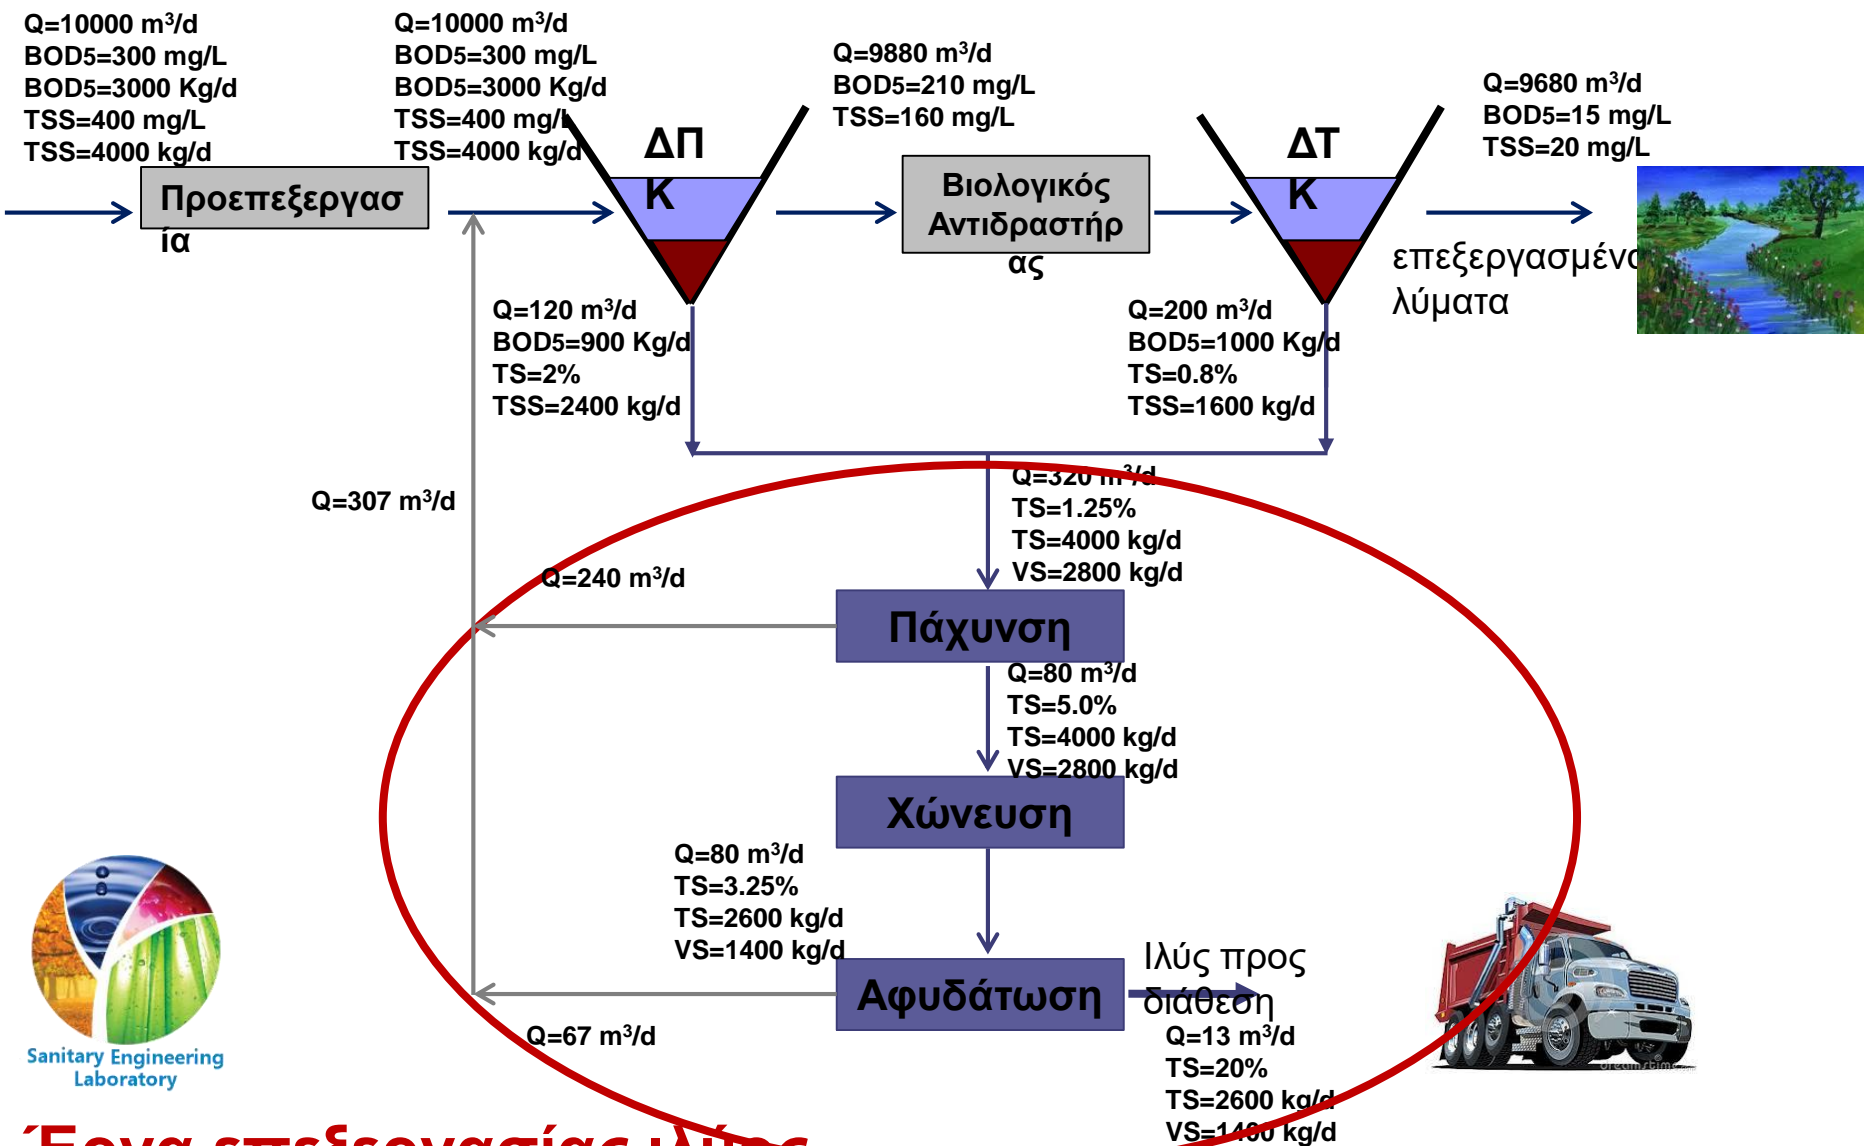 Q=10000 m³/d
BOD5=300 mg/L
BOD5=3000 Kg/d
TSS=400 mg/L
TSS=4000 kg/d
Q=10000 m³/d
BOD5=300 mg/L
BOD5=3000 Kg/d
TSS=400 mg/L
TSS=4000 kg/d
Q=9880 m³/d
BOD5=210 mg/L
TSS=160 mg/L
Q=9680 m³/d
BOD5=15 mg/L
TSS=20 mg/L
Προεπεξεργασ
ία
ΔΠ
Κ
Βιολογικός
Αντιδραστήρ
ας
ΔΤ
Κ
επεξεργασμένα
λύματα
Q=120 m³/d
BOD5=900 Kg/d
TS=2%
TSS=2400 kg/d
Q=200 m³/d
BOD5=1000 Kg/d
TS=0.8%
TSS=1600 kg/d
Q=307 m³/d
Q=320 m³/d
TS=1.25%
TS=4000 kg/d
VS=2800 kg/d
Q=240 m³/d
Πάχυνση
Q=80 m³/d
TS=5.0%
TS=4000 kg/d
VS=2800 kg/d
Χώνευση
Q=80 m³/d
TS=3.25%
TS=2600 kg/d
VS=1400 kg/d
Αφυδάτωση
Ιλύς προς
διάθεση
Q=67 m³/d
Q=13 m³/d
TS=20%
TS=2600 kg/d
VS=1400 kg/d
Sanitary Engineering
Laboratory
dreamstime
Έργα επεξεργασίας ιλύος